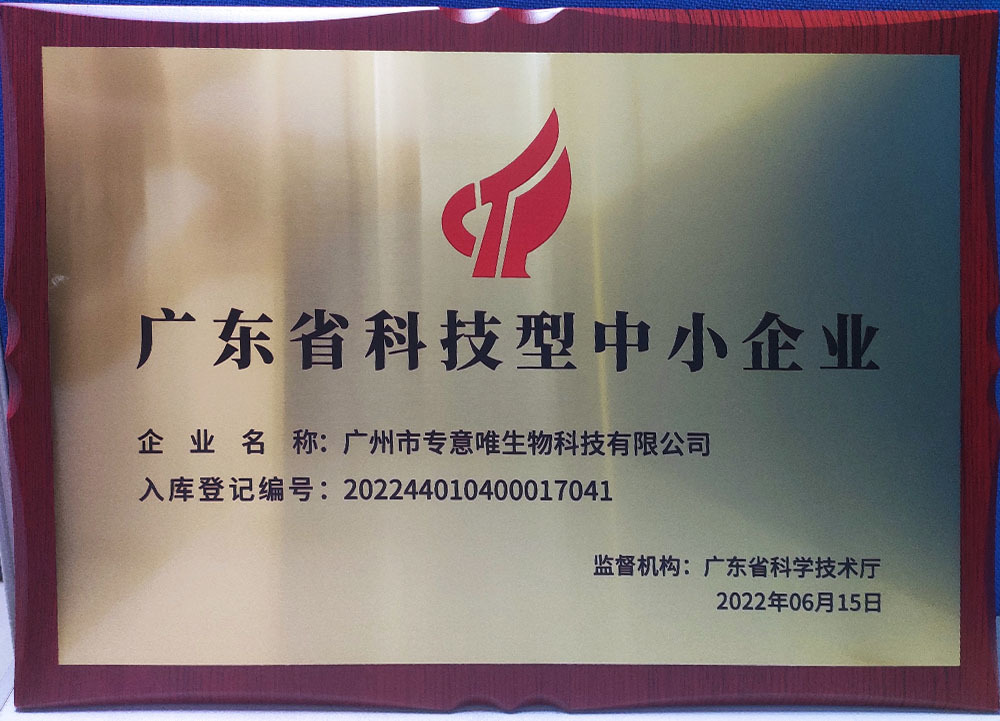 广东省科技型中小企业
企业名称：广州市专意唯生物科技有限公司
入库登记编号：202244010400017041
监督机构：广东省科学技术厅
2022年06月15日